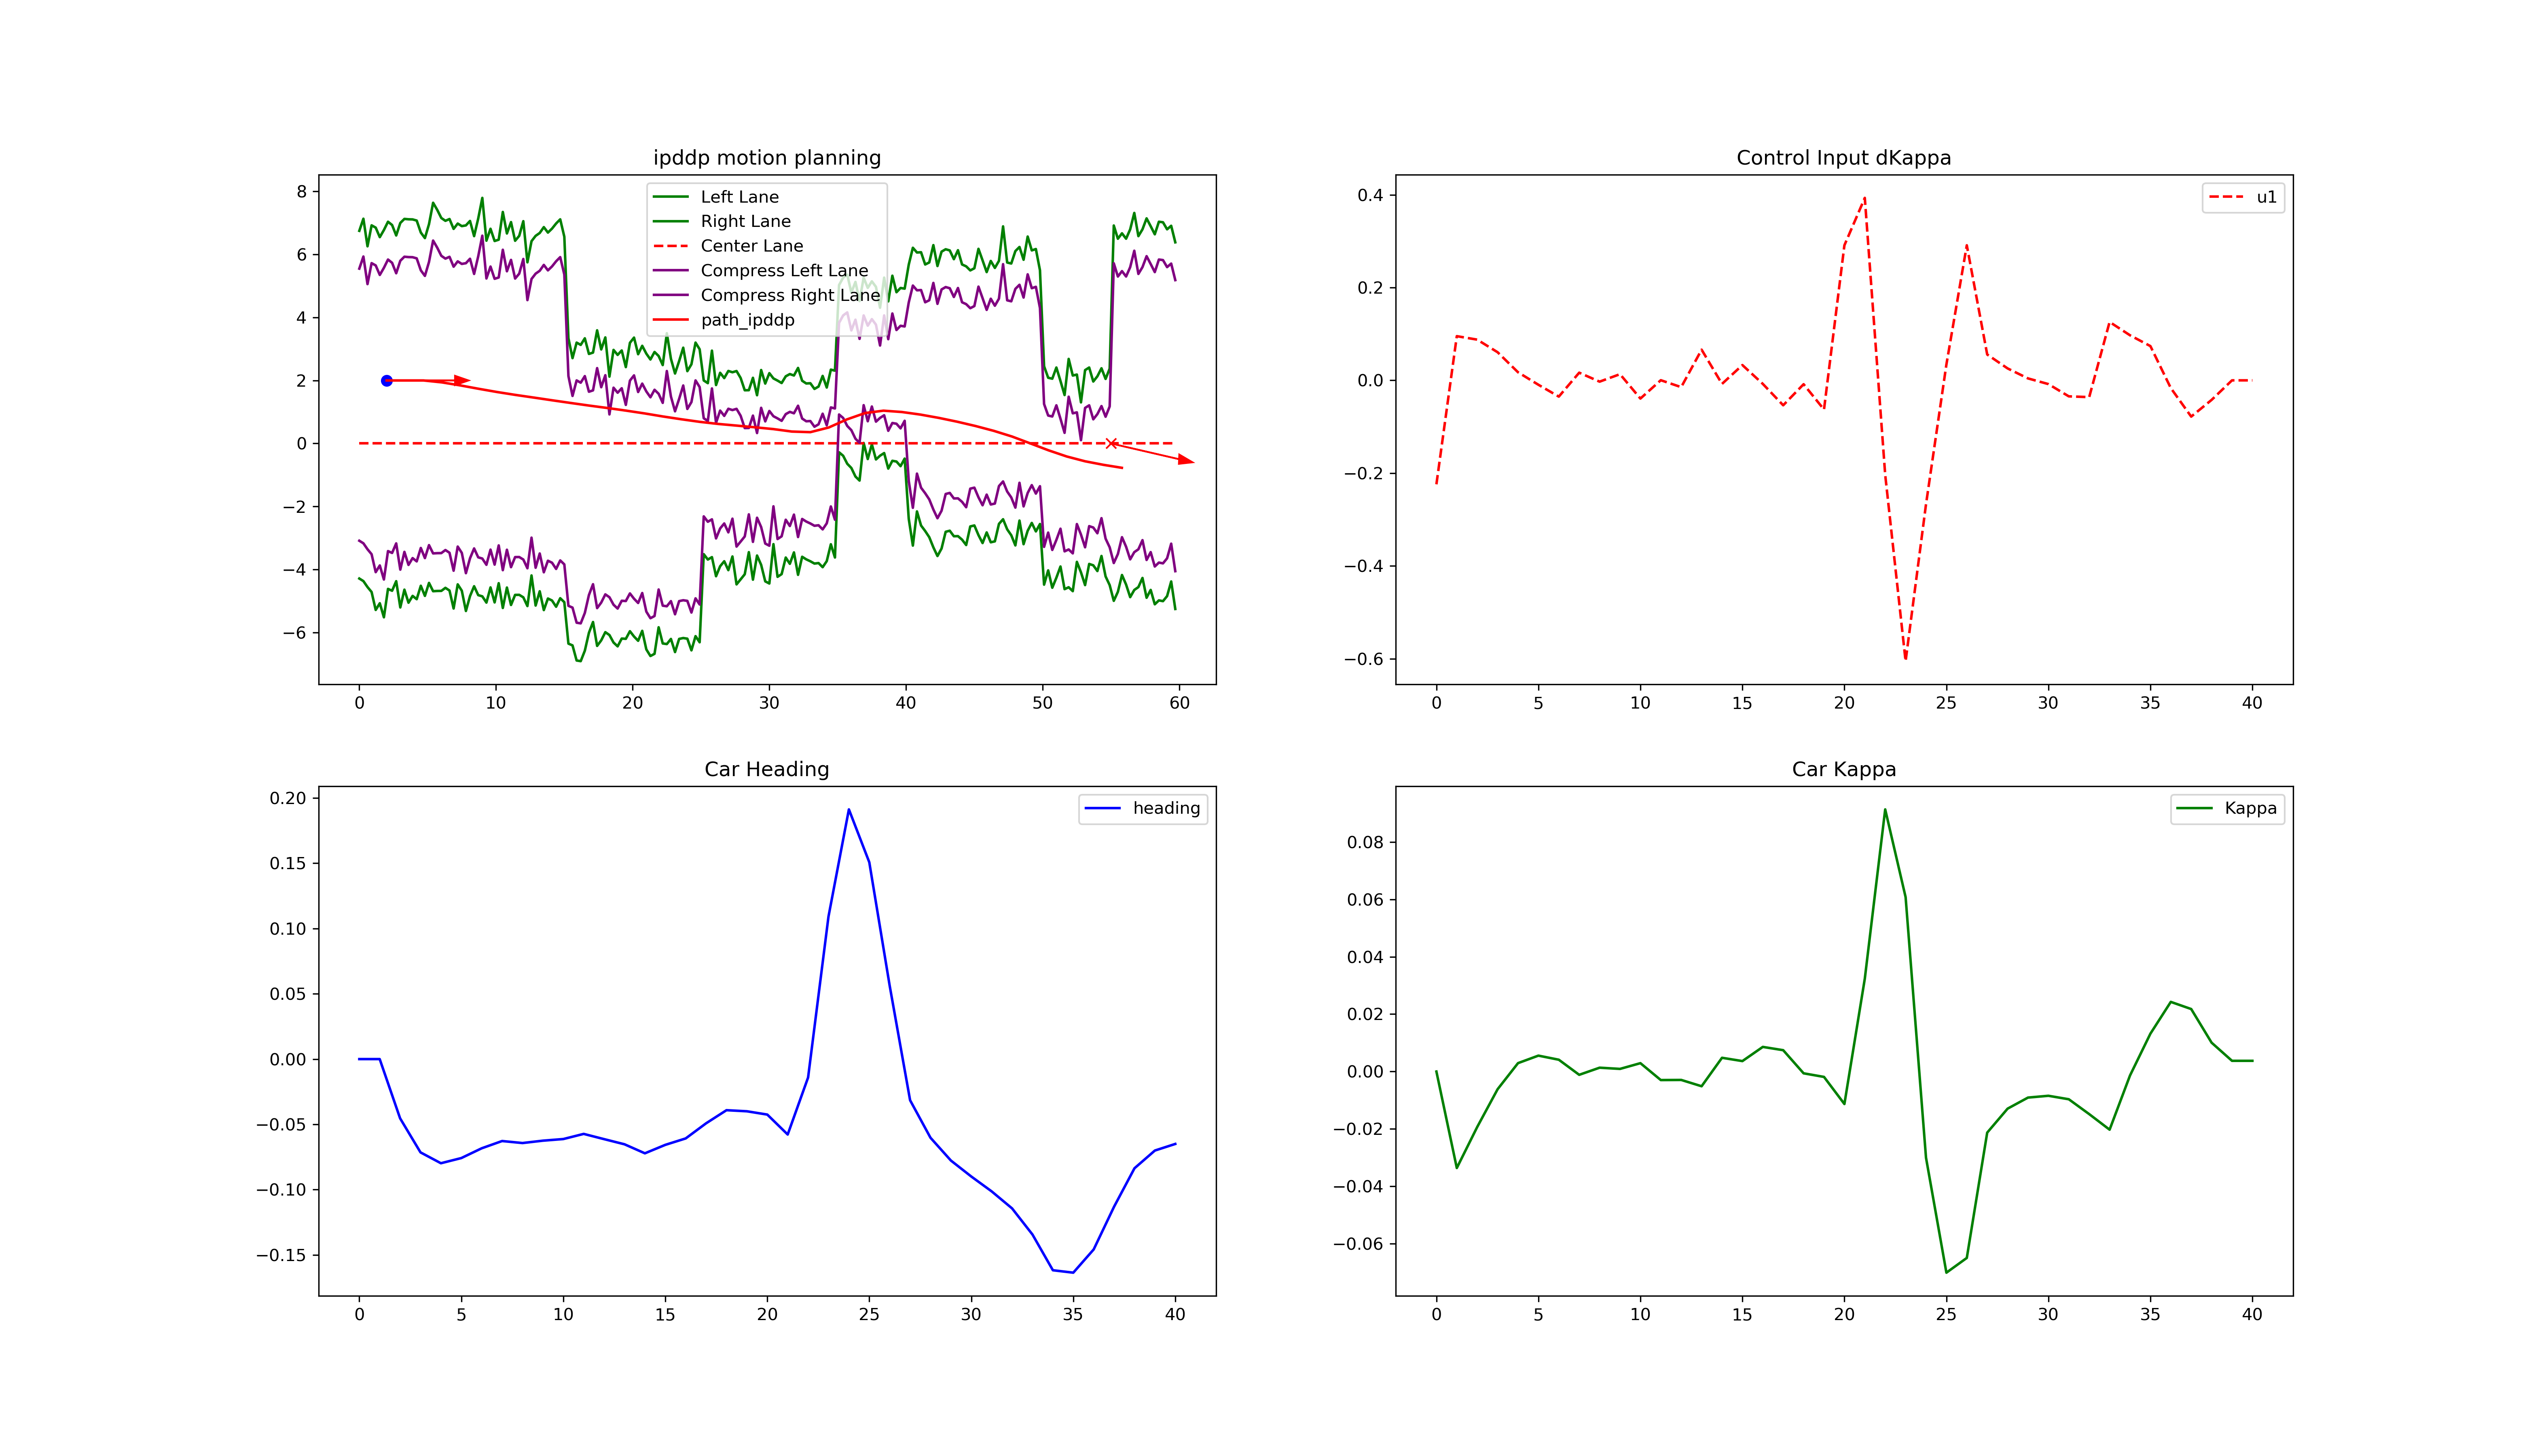 ipddp motion planning
8
6
4
2
0
−2
−4
−6
0 10 20 30 40 50 60
Left Lane
Right Lane
Center Lane
Compress Left Lane
Compress Right Lane
path_ipddp
Control Input dKappa
0.4
0.2
0.0
−0.2
−0.4
−0.6
0 5 10 15 20 25 30 35 40
u1
Car Heading
0.20
0.15
0.10
0.05
0.00
−0.05
−0.10
−0.15
0 5 10 15 20 25 30 35 40
heading
Car Kappa
0.08
0.06
0.04
0.02
0.00
−0.02
−0.04
−0.06
0 5 10 15 20 25 30 35 40
Kappa